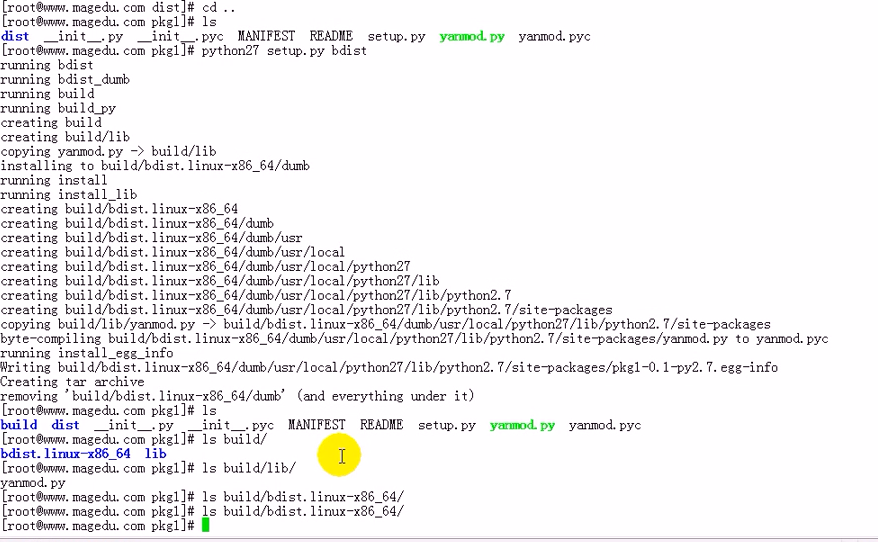 [root@www.magedu.com dist]# cd ..
[root@www.magedu.com pkg1]# ls
dist  __init__.py  __init__.pyc  MANIFEST  README  setup.py  yanmod.py  yanmod.pyc
[root@www.magedu.com pkg1]# python27 setup.py bdist
running bdist
running bdist_dumb
running build
running build_py
creating build
creating build/lib
copying yanmod.py -> build/lib
installing to build/bdist.linux-x86_64/dumb
running install
running install_lib
creating build/bdist.linux-x86_64
creating build/bdist.linux-x86_64/dumb
creating build/bdist.linux-x86_64/dumb/usr
creating build/bdist.linux-x86_64/dumb/usr/local
creating build/bdist.linux-x86_64/dumb/usr/local/python27
creating build/bdist.linux-x86_64/dumb/usr/local/python27/lib
creating build/bdist.linux-x86_64/dumb/usr/local/python27/lib/python2.7
creating build/bdist.linux-x86_64/dumb/usr/local/python27/lib/python2.7/site-packages
copying build/lib/yanmod.py -> build/bdist.linux-x86_64/dumb/usr/local/python27/lib/python2.7/site-packages
byte-compiling build/bdist.linux-x86_64/dumb/usr/local/python27/lib/python2.7/site-packages/yanmod.py to yanmod.pyc
running install_egg_info
Writing build/bdist.linux-x86_64/dumb/usr/local/python27/lib/python2.7/site-packages/pkg1-0.1-py2.7.egg-info
Creating tar archive
removing 'build/bdist.linux-x86_64/dumb' (and everything under it)
[root@www.magedu.com pkg1]# ls
build  dist  __init__.py  __init__.pyc  MANIFEST  README  setup.py  yanmod.py  yanmod.pyc
[root@www.magedu.com pkg1]# ls build/
bdist.linux-x86_64  lib
[root@www.magedu.com pkg1]# ls build/lib/
yanmod.py
[root@www.magedu.com pkg1]# ls build/bdist.linux-x86_64/
[root@www.magedu.com pkg1]# ls build/bdist.linux-x86_64/
[root@www.magedu.com pkg1]#